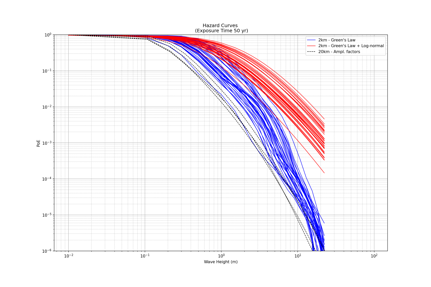 Hazard Curves
(Exposure Time 50 yr)
2km - Green's Law
2km - Green's Law + Log-normal
20km - Ampl. factors
PoE
10⁰
10⁻¹
10⁻²
10⁻³
10⁻⁴
10⁻⁵
10⁻⁶
10⁻² 10⁻¹ 10⁰ 10¹ 10²
Wave Height (m)